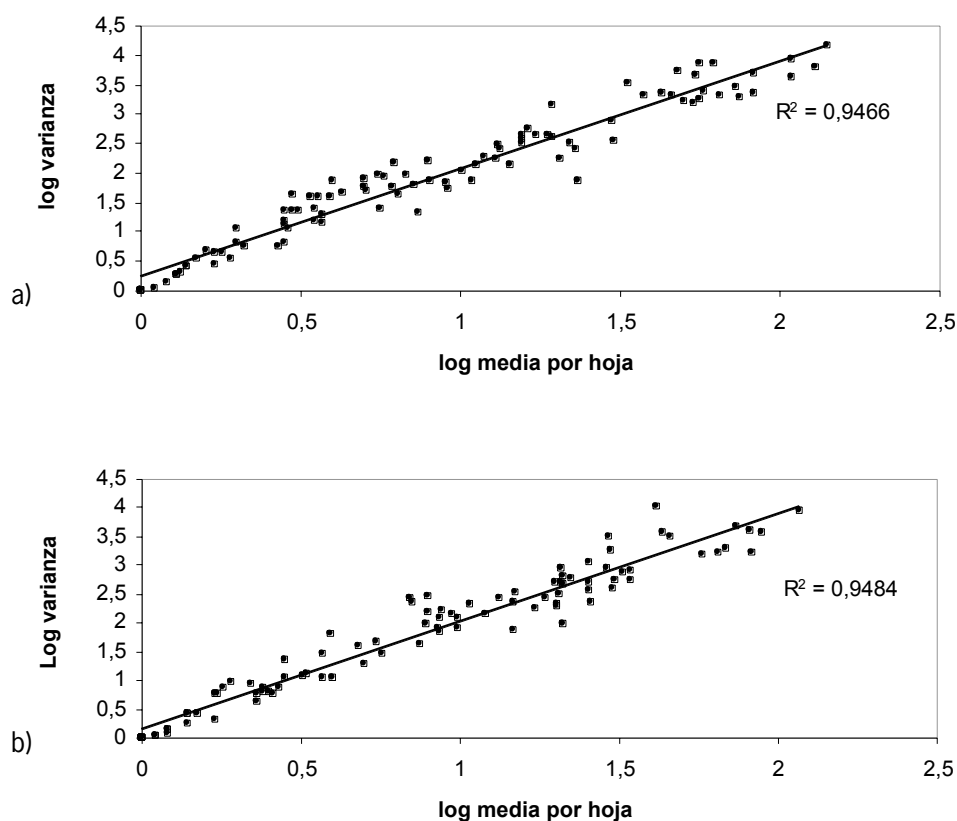 4,5
4
3,5
3
2,5
2
1,5
1
0,5
0
log varianza
R² = 0,9466
a)
0 0,5 1 1,5 2 2,5
log media por hoja
4,5
4
3,5
3
2,5
2
1,5
1
0,5
0
Log varianza
R² = 0,9484
b)
0 0,5 1 1,5 2 2,5
log media por hoja